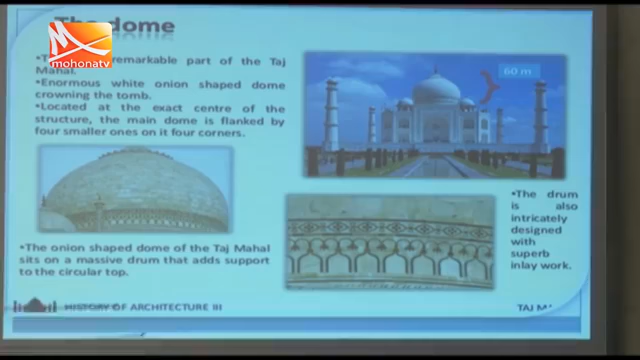 The dome
mohonatv
remarkable part of the Taj
Mahal.
•Enormous white onion shaped dome
crowning the tomb.
•Located at the exact centre of the
structure, the main dome is flanked by
four smaller ones on it four corners.
60 m
•The drum
is also
intricately
designed
with
superb
inlay work.
•The onion shaped dome of the Taj Mahal
sits on a massive drum that adds support
to the circular top.
HISTORY OF ARCHITECTURE III
TAJ